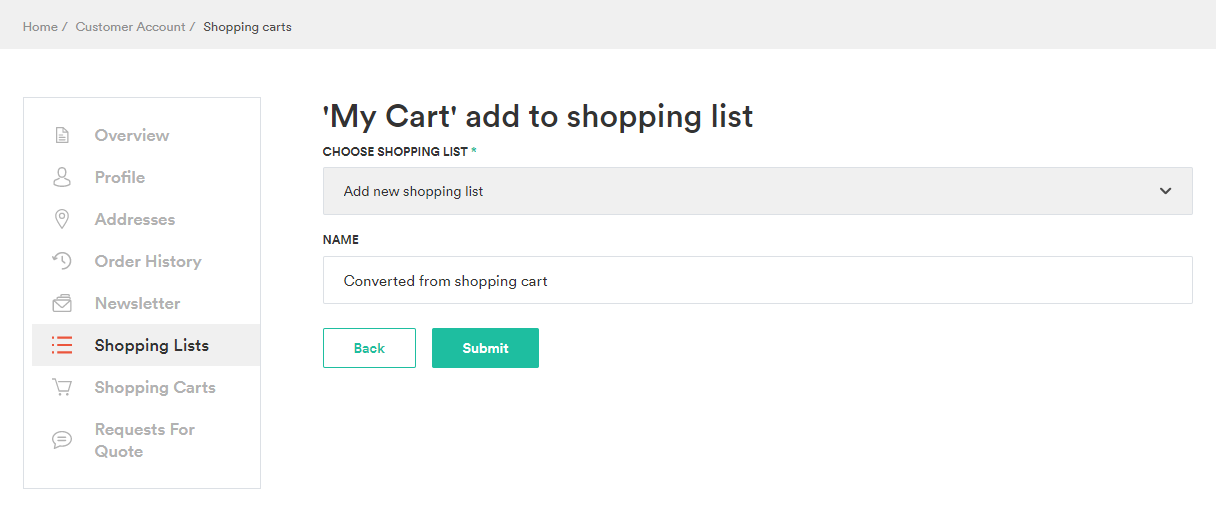 Home / Customer Account / Shopping carts
Overview
Profile
Addresses
Order History
Newsletter
Shopping Lists
Shopping Carts
Requests For
Quote
'My Cart' add to shopping list
CHOOSE SHOPPING LIST *
Add new shopping list
NAME
Converted from shopping cart
Back Submit